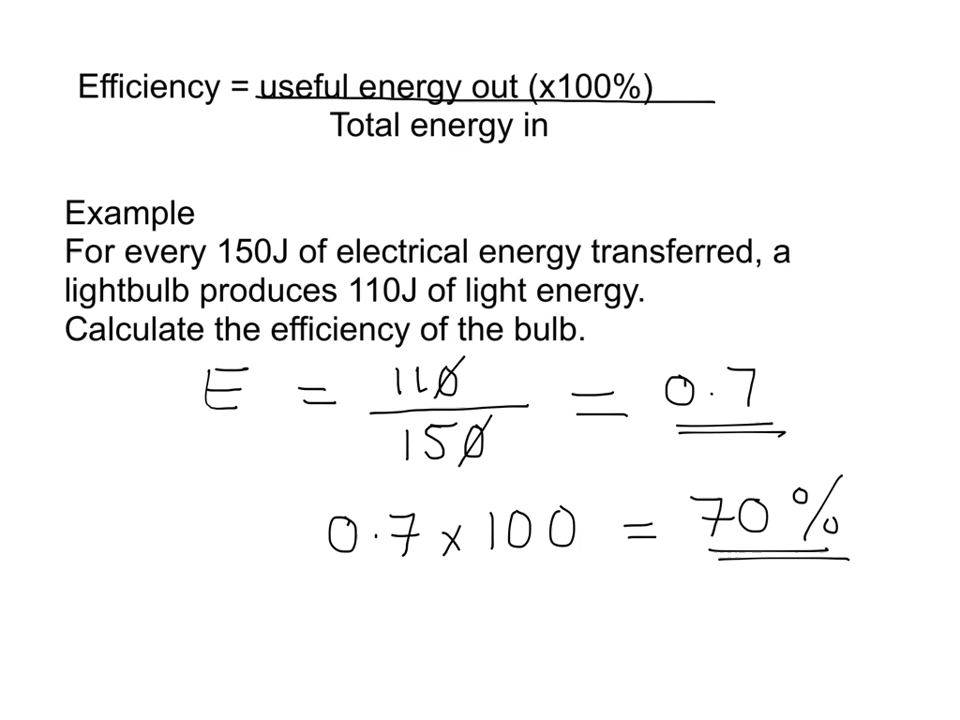 Efficiency = useful energy out (x100%)
Total energy in
Example
For every 150J of electrical energy transferred, a
lightbulb produces 110J of light energy.
Calculate the efficiency of the bulb.
E = 110 / 150 = 0.7
0.7 x 100 = 70%